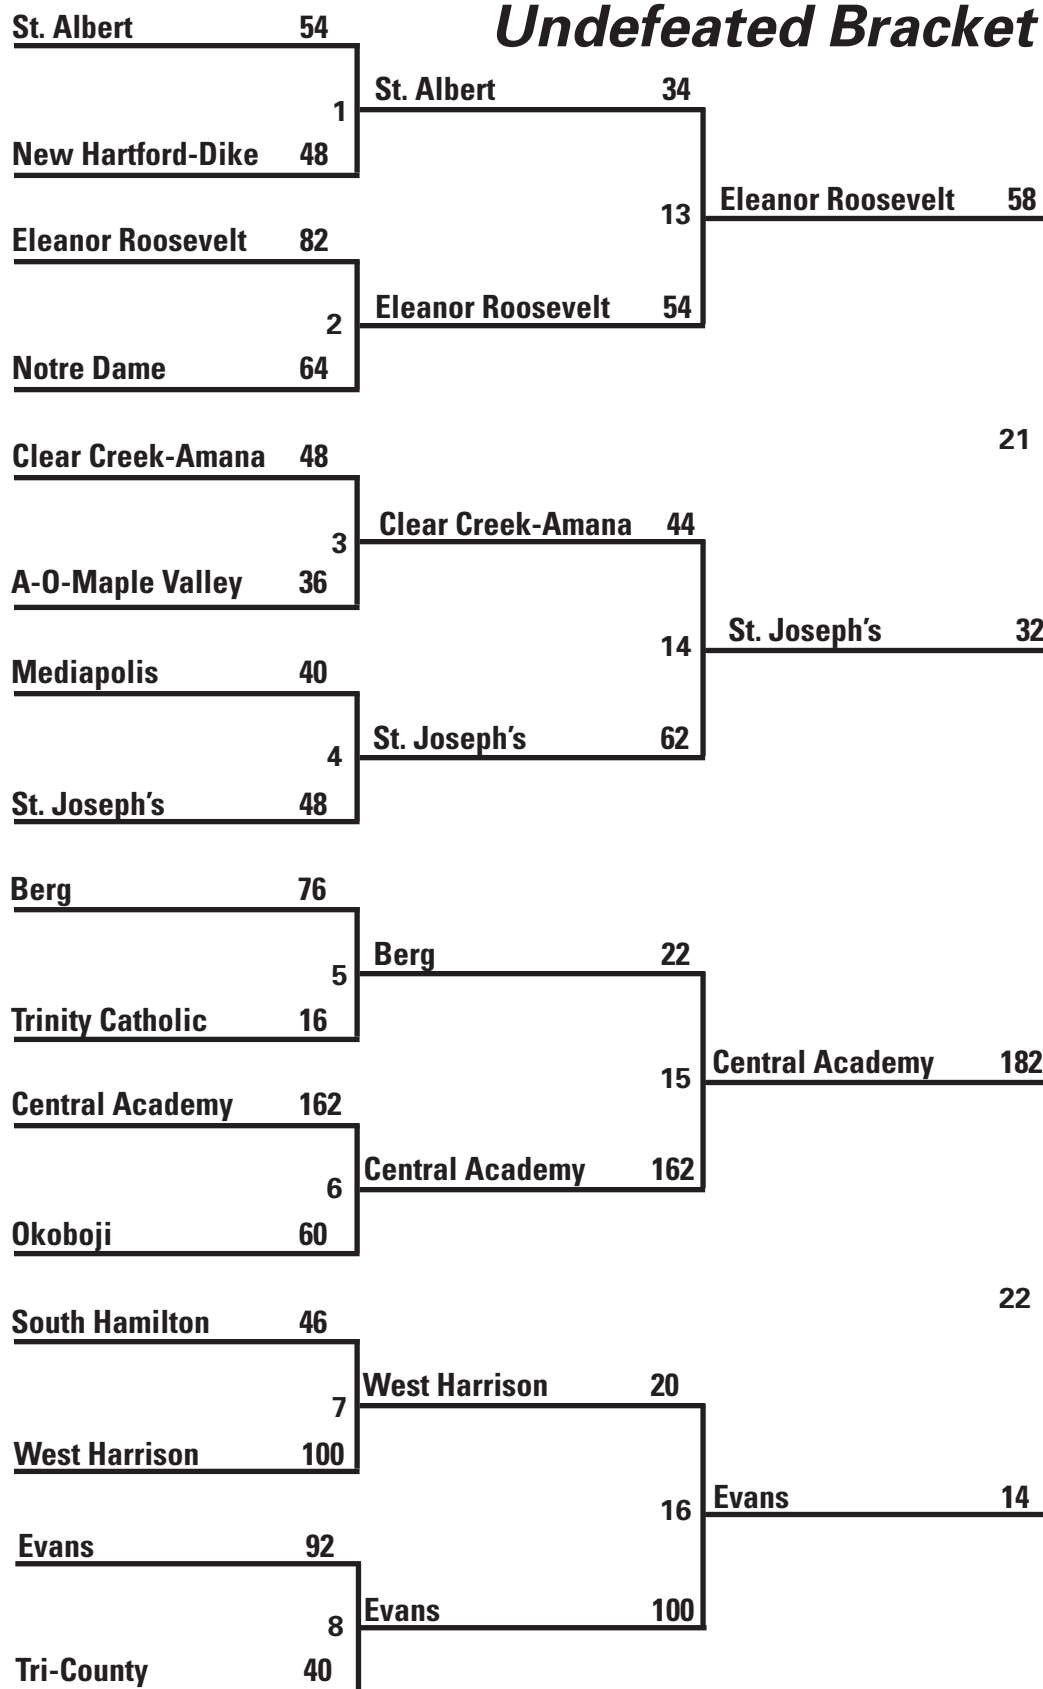 Undefeated Bracket
St. Albert 54
St. Albert 34
1
New Hartford-Dike 48
Eleanor Roosevelt 58
13
Eleanor Roosevelt 82
Eleanor Roosevelt 54
2
Notre Dame 64
21
Clear Creek-Amana 48
Clear Creek-Amana 44
3
A-O-Maple Valley 36
St. Joseph's 32
14
Mediapolis 40
St. Joseph's 62
4
St. Joseph's 48
Berg 76
Berg 22
5
Trinity Catholic 16
Central Academy 182
15
Central Academy 162
Central Academy 162
6
Okoboji 60
22
South Hamilton 46
West Harrison 20
7
West Harrison 100
Evans 14
16
Evans 92
Evans 100
8
Tri-County 40